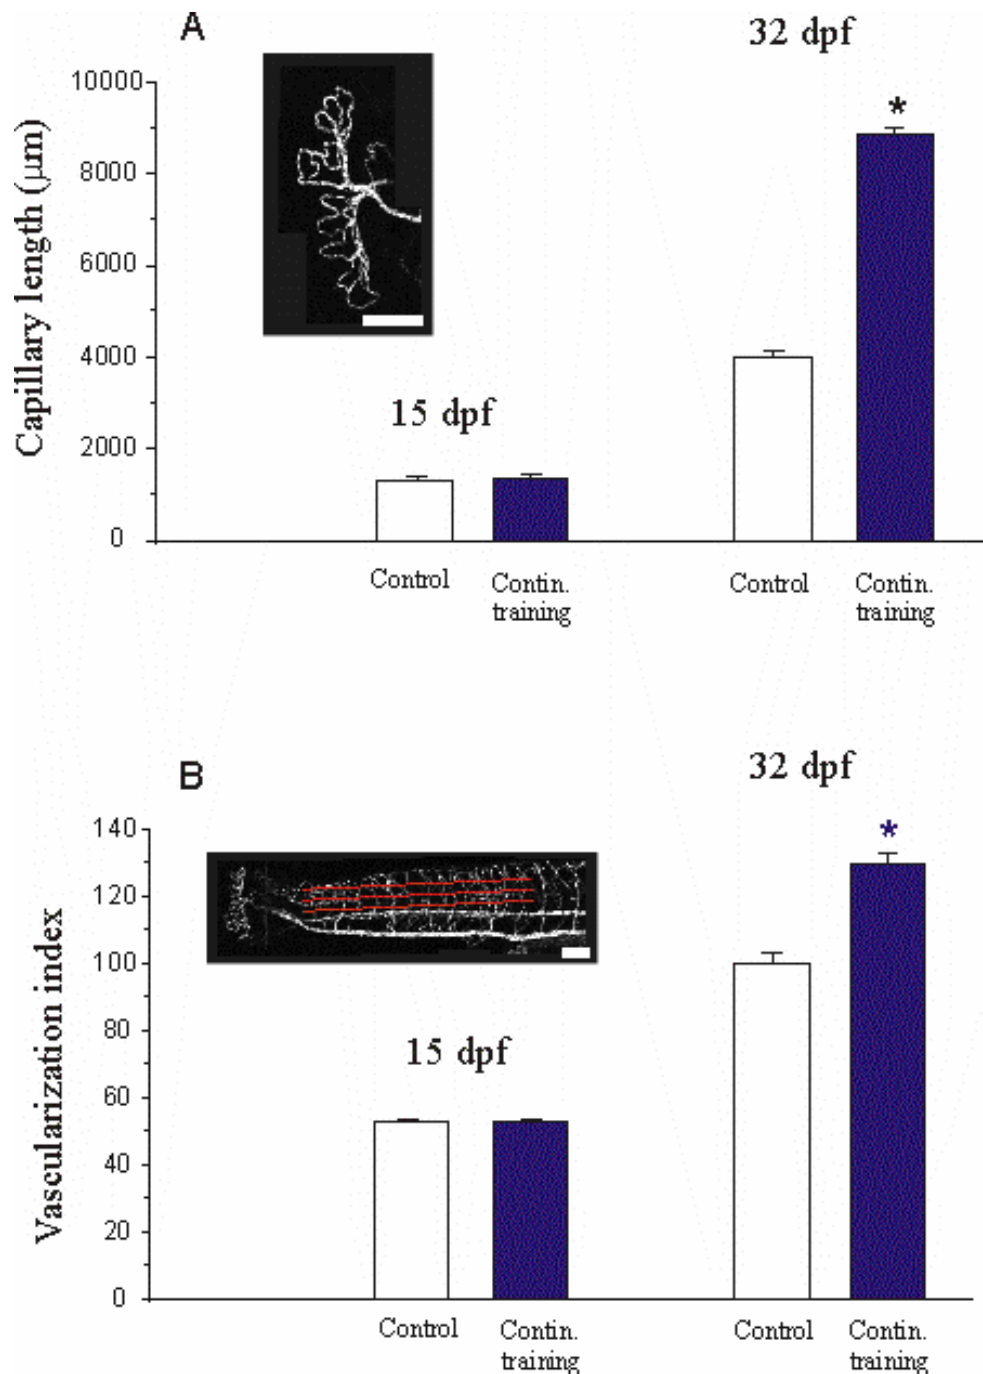 A
32 dpf
10000
*
8000
6000
4000
2000
0
Capillary length (µm)
15 dpf
Control
Contin.
training
Control
Contin.
training
B
32 dpf
140
*
120
100
80
60
40
20
0
Vascularization index
15 dpf
Control
Contin.
training
Control
Contin.
training